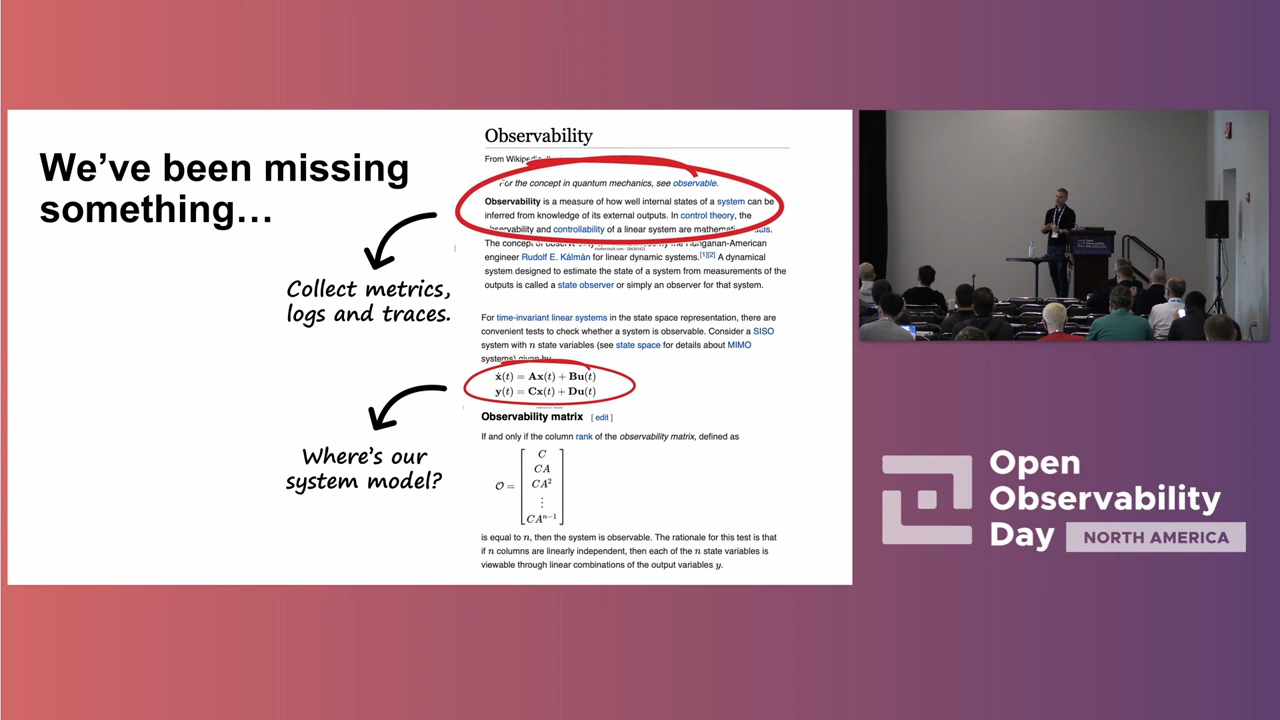 We've been missing
something...
Collect metrics,
logs and traces.
Where's our
system model?
Observability
From Wikipedia, the
For the concept in quantum mechanics, see observable.
Observability is a measure of how well internal states of a system can be
inferred from knowledge of its external outputs. In control theory, the
observability and controllability of a linear system are mathematical duals.
The concept of observability by the Hungarian-American
engineer Rudolf E. Kálmán for linear dynamic systems.[1][2] A dynamical
system designed to estimate the state of a system from measurements of the
outputs is called a state observer or simply an observer for that system.
For time-invariant linear systems in the state space representation, there are
convenient tests to check whether a system is observable. Consider a SISO
system with n state variables (see state space for details about MIMO
systems) given by
ẋ(t) = Ax(t) + Bu(t)
y(t) = Cx(t) + Du(t)
Observability matrix [ edit ]
If and only if the column rank of the observability matrix, defined as
𝒪 =
C
CA
CA²
⋮
CAⁿ⁻¹
is equal to n, then the system is observable. The rationale for this test is that
if n columns are linearly independent, then each of the n state variables is
viewable through linear combinations of the output variables y.
Open
Observability
Day
NORTH AMERICA